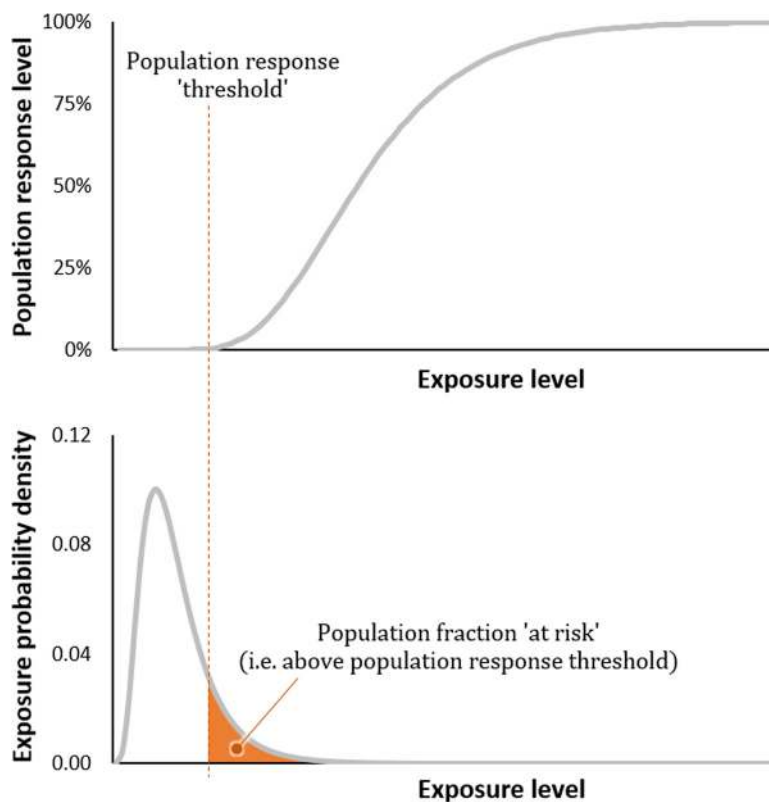 100%
75%
50%
25%
0%
Population response level
Population response
'threshold'
Exposure level
0.12
0.08
0.04
0.00
Exposure probability density
Population fraction 'at risk'
(i.e. above population response threshold)
Exposure level